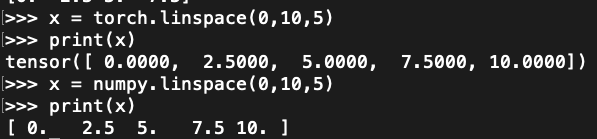 >>> x = torch.linspace(0,10,5)
>>> print(x)
tensor([ 0.0000,  2.5000,  5.0000,  7.5000, 10.0000])
>>> x = numpy.linspace(0,10,5)
>>> print(x)
[ 0.   2.5  5.   7.5 10. ]